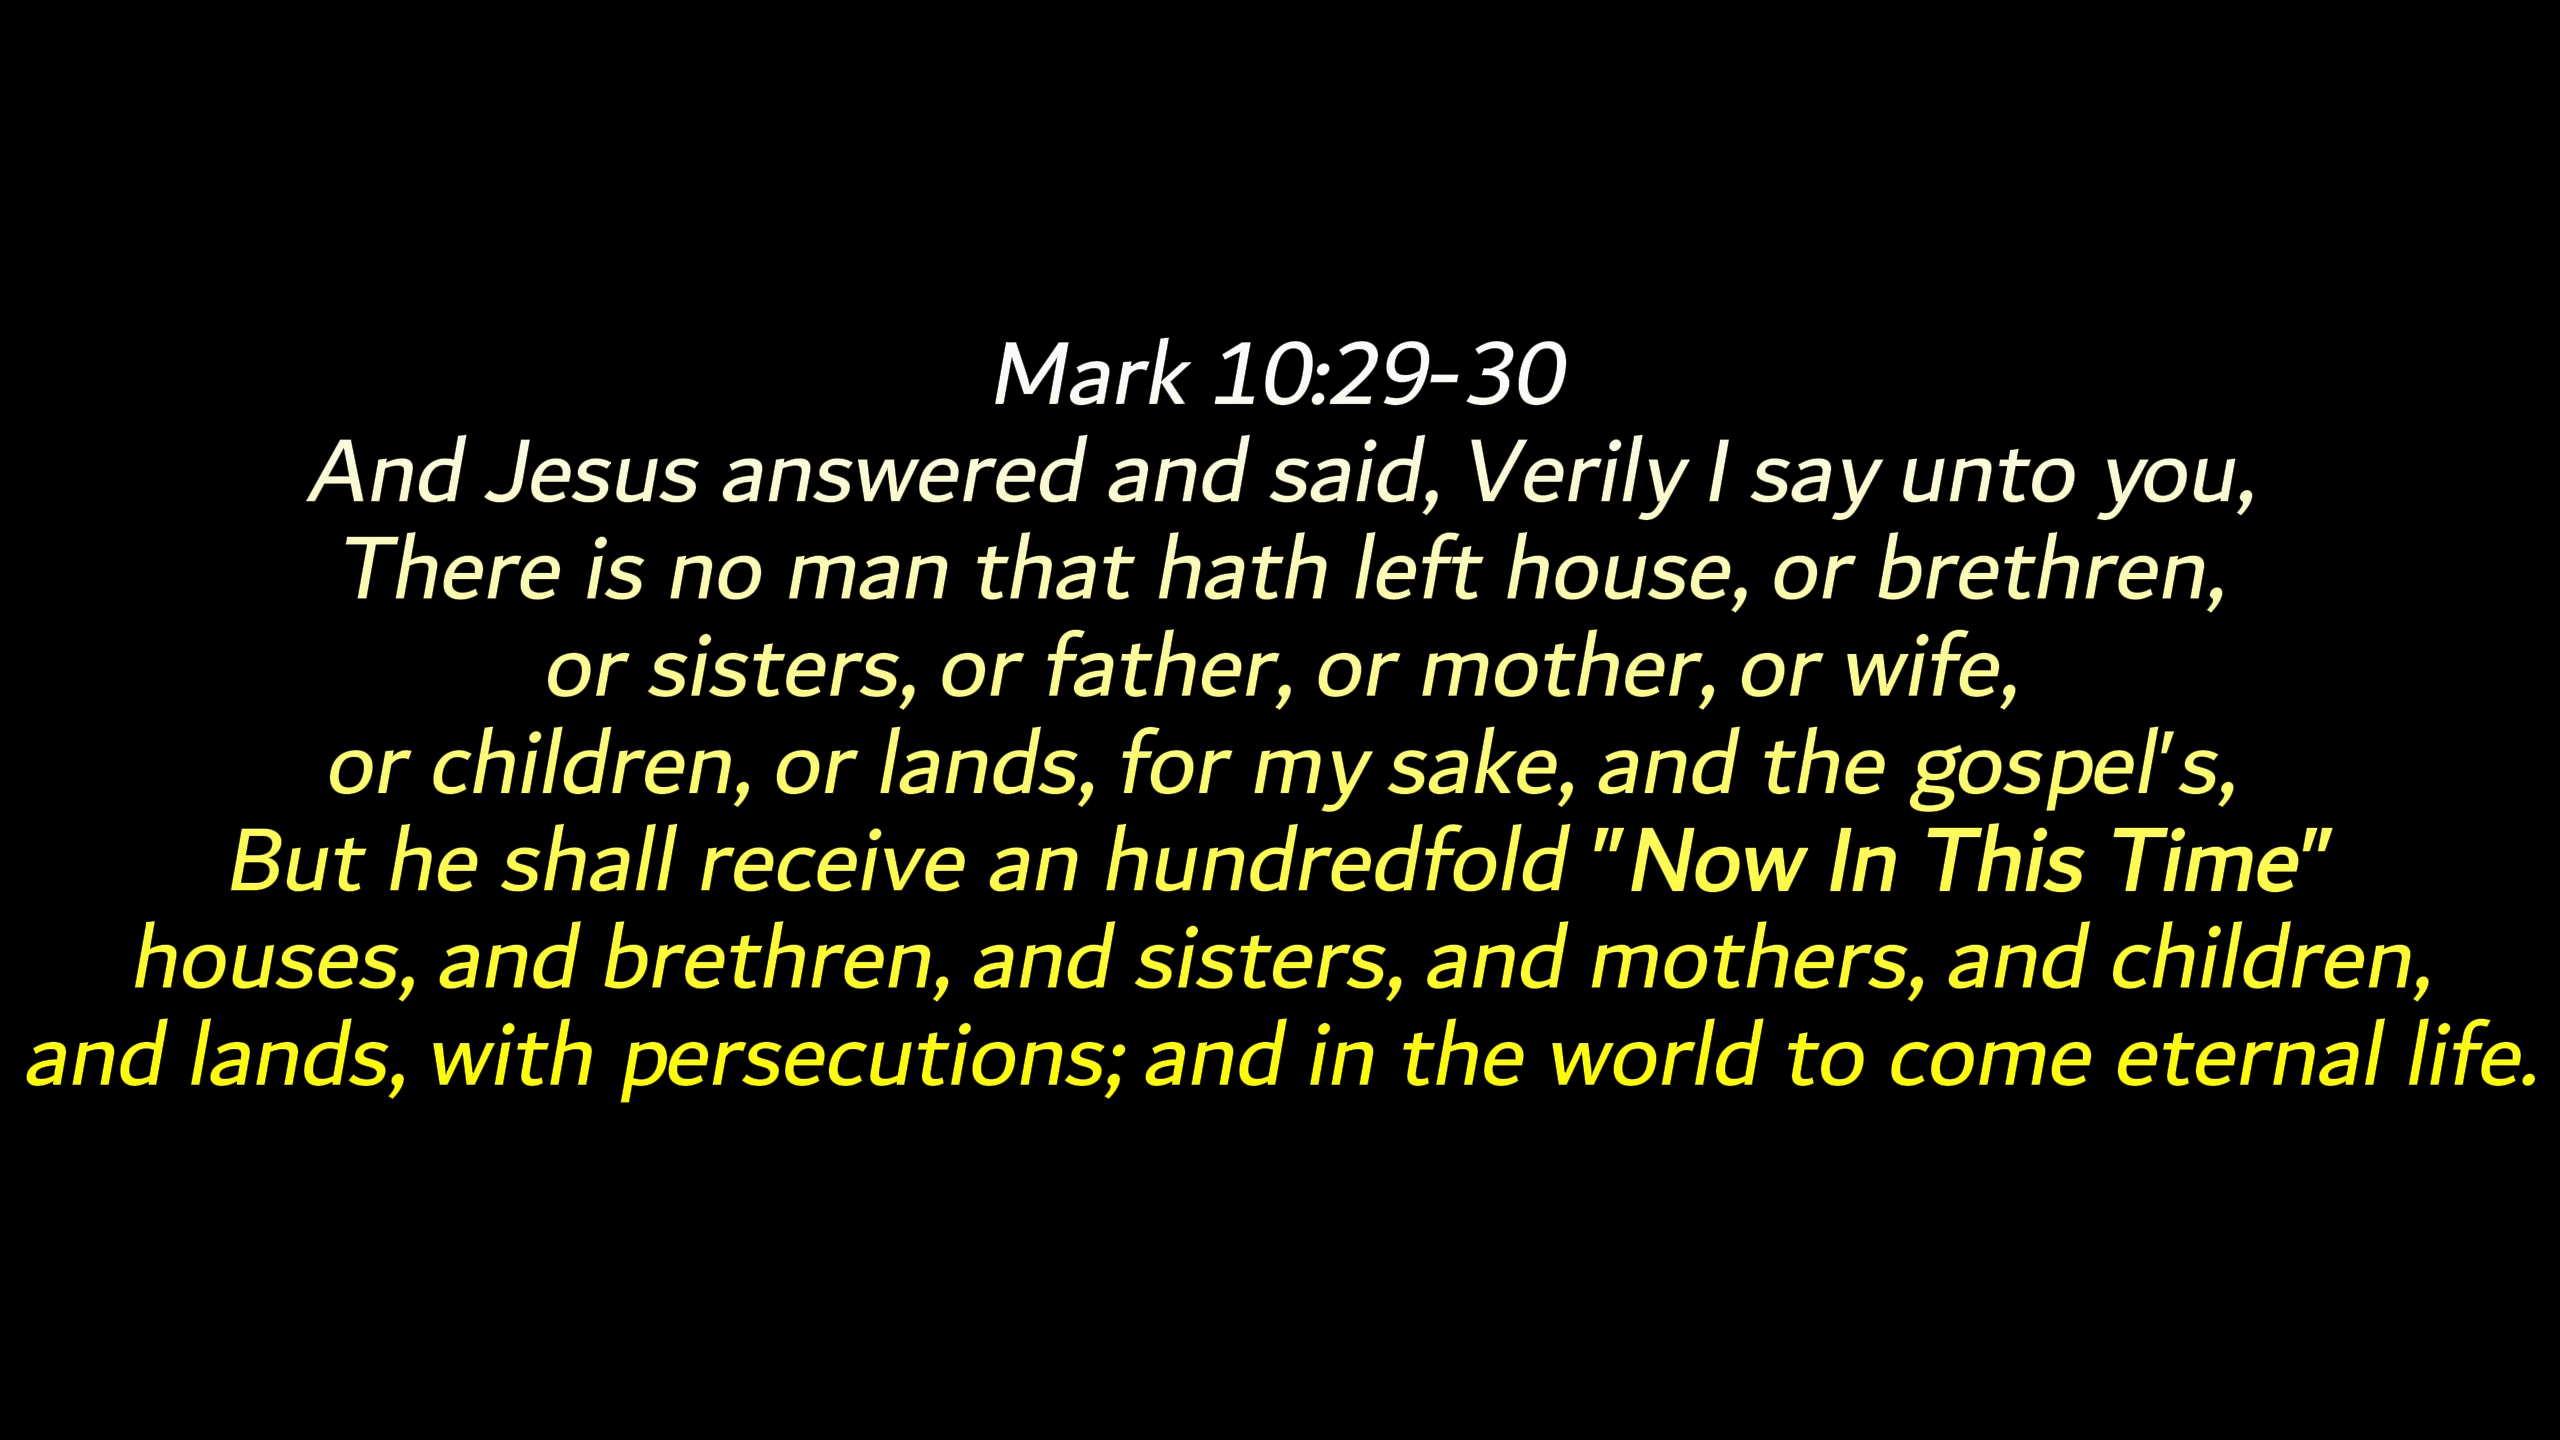 Mark 10:29-30
And Jesus answered and said, Verily I say unto you,
There is no man that hath left house, or brethren,
or sisters, or father, or mother, or wife,
or children, or lands, for my sake, and the gospel's,
But he shall receive an hundredfold "Now In This Time"
houses, and brethren, and sisters, and mothers, and children,
and lands, with persecutions; and in the world to come eternal life.